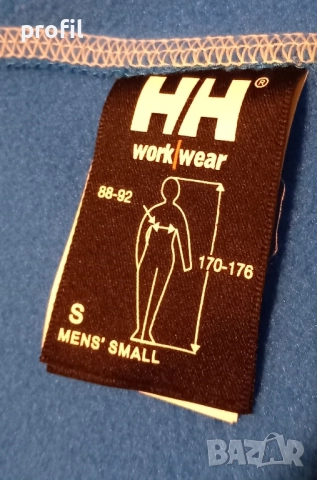 profil
HH®
work/wear
88-92
170-176
S
MENS' SMALL
BAZAR